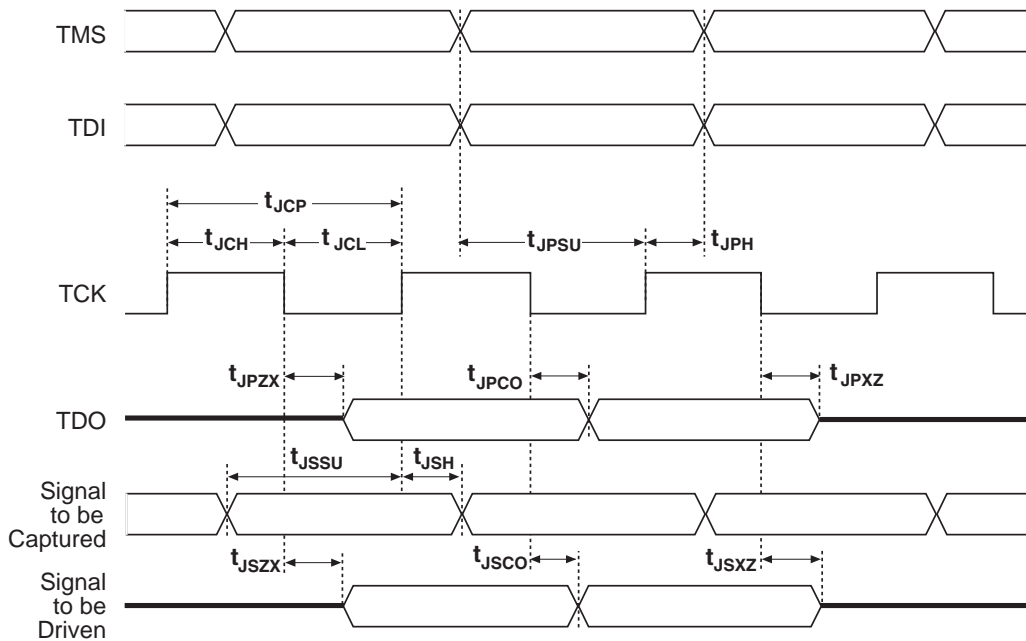 TMS
TDI
tJCP
tJCH
tJCL
tJPSU
tJPH
TCK
tJPZX
tJPCO
tJPXZ
TDO
tJSSU
tJSH
Signal
to be
Captured
tJSZX
tJSCO
tJSXZ
Signal
to be
Driven